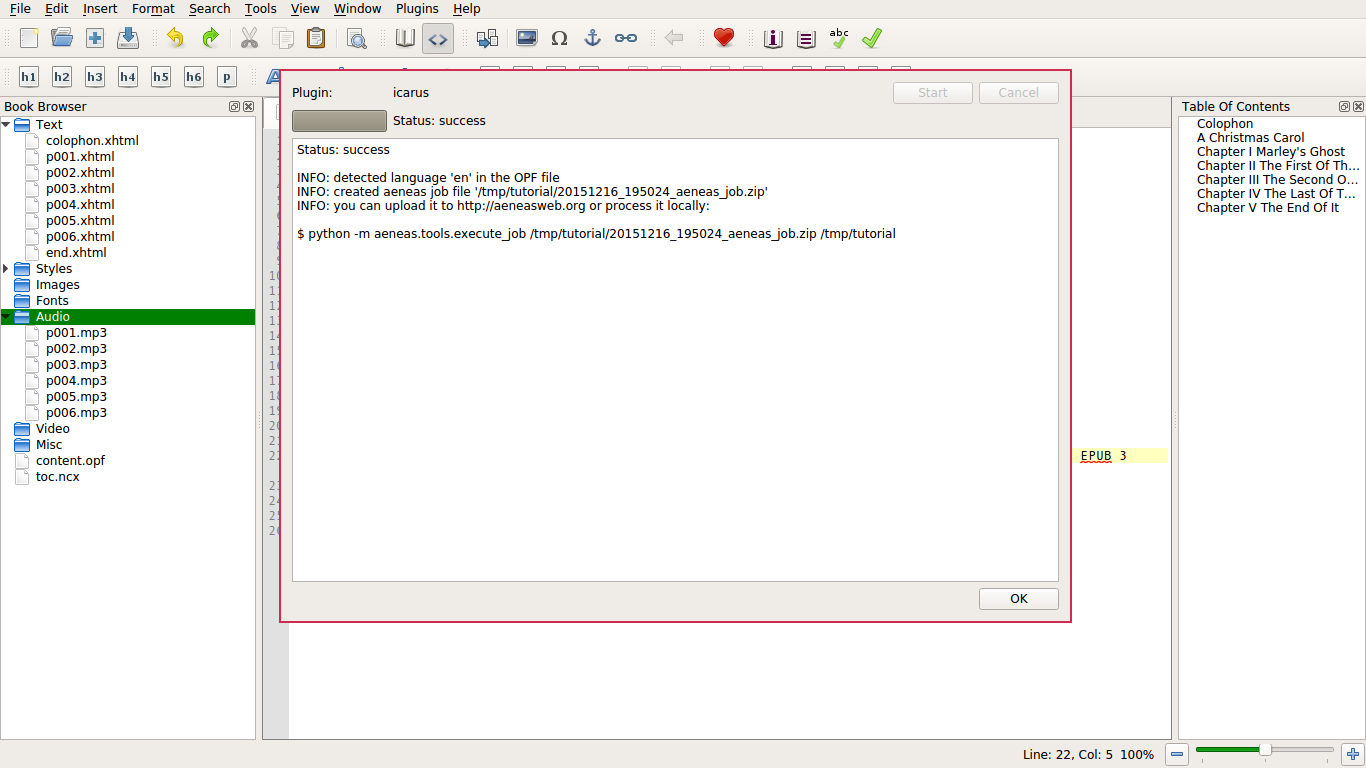 File Edit Insert Format Search Tools View Window Plugins Help
abc
h1 h2 h3 h4 h5 h6 p
Book Browser
Text
colophon.xhtml
p001.xhtml
p002.xhtml
p003.xhtml
p004.xhtml
p005.xhtml
p006.xhtml
end.xhtml
Styles
Images
Fonts
Audio
p001.mp3
p002.mp3
p003.mp3
p004.mp3
p005.mp3
p006.mp3
Video
Misc
content.opf
toc.ncx
Plugin: icarus Start Cancel
Status: success
Status: success
INFO: detected language 'en' in the OPF file
INFO: created aeneas job file '/tmp/tutorial/20151216_195024_aeneas_job.zip'
INFO: you can upload it to http://aeneasweb.org or process it locally:
$ python -m aeneas.tools.execute_job /tmp/tutorial/20151216_195024_aeneas_job.zip /tmp/tutorial
OK
EPUB 3
Table Of Contents
Colophon
A Christmas Carol
Chapter I Marley's Ghost
Chapter II The First Of Th...
Chapter III The Second O...
Chapter IV The Last Of T...
Chapter V The End Of It
Line: 22, Col: 5 100%